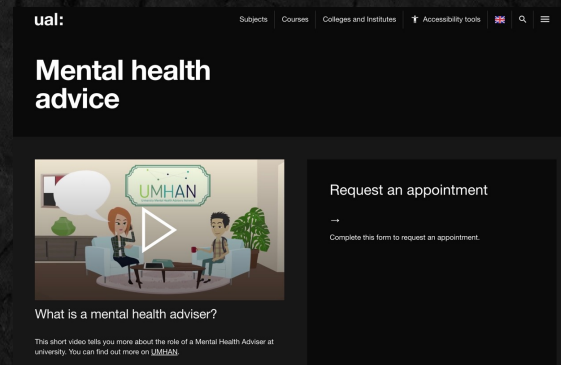 ual:
Subjects
Courses
Colleges and Institutes
Accessibility tools
Mental health
advice
UMHAN
What is a mental health adviser?
This short video tells you more about the role of a Mental Health Adviser at
university. You can find out more on UMHAN.
Request an appointment
→
Complete this form to request an appointment.